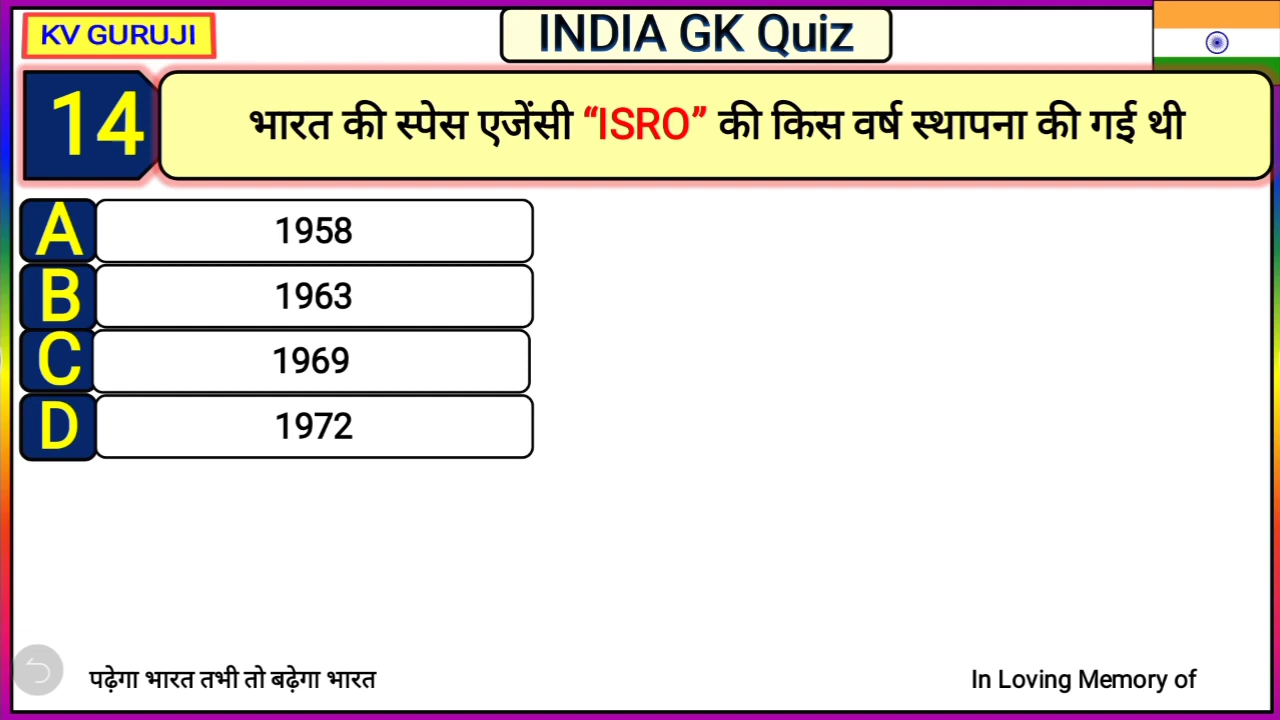 KV GURUJI
INDIA GK Quiz
14
भारत की स्पेस एजेंसी “ISRO” की किस वर्ष स्थापना की गई थी
A 1958
B 1963
C 1969
D 1972
पढ़ेगा भारत तभी तो बढ़ेगा भारत
In Loving Memory of